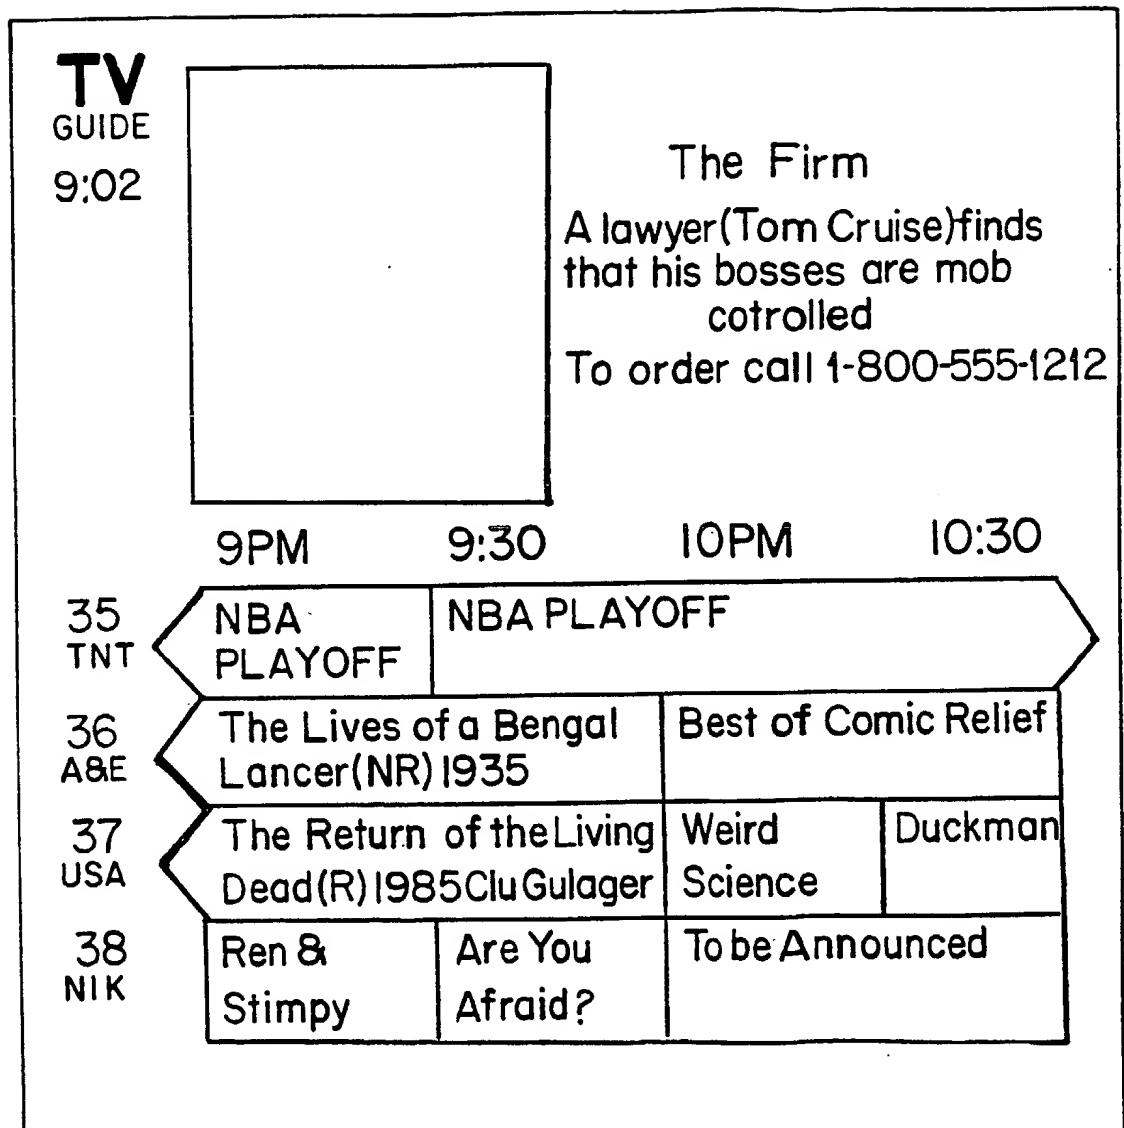 TV
GUIDE
9:02
The Firm
A lawyer(Tom Cruise)finds
that his bosses are mob
cotrolled
To order call 1-800-555-1212
9PM 9:30 10PM 10:30
35
TNT
NBA
PLAYOFF
NBA PLAYOFF
36
A&E
The Lives of a Bengal
Lancer(NR) 1935
Best of Comic Relief
37
USA
The Return of the Living
Dead(R) 1985 Clu Gulager
Weird
Science
Duckman
38
NIK
Ren &
Stimpy
Are You
Afraid?
To be Announced